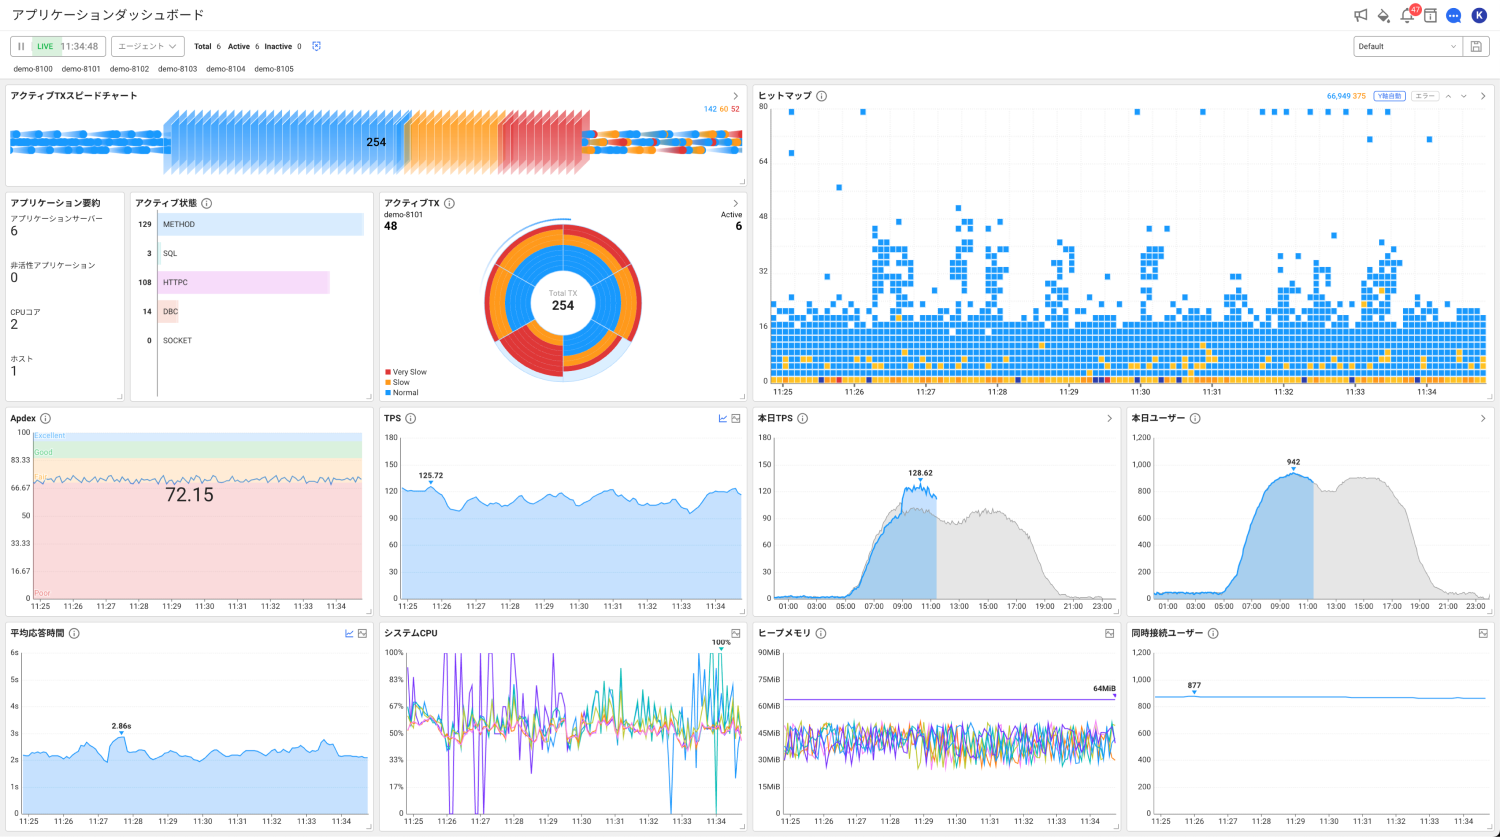 アプリケーションダッシュボード
47
K
LIVE 11:34:48
エージェント
Total 6 Active 6 Inactive 0
Default
demo-8100 demo-8101 demo-8102 demo-8103 demo-8104 demo-8105
アクティブTXスピードチャート
142 60 52
254
ヒットマップ
66,949 375 Y軸自動 エラー
80
64
48
32
16
0
11:25 11:26 11:27 11:28 11:29 11:30 11:31 11:32 11:33 11:34
アプリケーション要約
アプリケーションサーバー
6
非活性アプリケーション
0
CPUコア
2
ホスト
1
アクティブ状態
129 METHOD
3 SQL
108 HTTPC
14 DBC
0 SOCKET
アクティブTX
demo-8101
48
Active
6
Total TX
254
Very Slow
Slow
Normal
Apdex
100
83.33
66.67
50
33.33
16.67
0
Excellent
Good
72.15
Poor
11:25 11:26 11:27 11:28 11:29 11:30 11:31 11:32 11:33 11:34
TPS
180
150
120
90
60
30
0
125.72
11:25 11:26 11:27 11:28 11:29 11:30 11:31 11:32 11:33 11:34
本日TPS
180
150
120
90
60
30
0
128.62
01:00 03:00 05:00 07:00 09:00 11:00 13:00 15:00 17:00 19:00 21:00 23:00
本日ユーザー
1,200
1,000
800
600
400
200
0
942
01:00 03:00 05:00 07:00 09:00 11:00 13:00 15:00 17:00 19:00 21:00 23:00
平均応答時間
6s
5s
4s
3s
2s
1s
0
2.86s
11:25 11:26 11:27 11:28 11:29 11:30 11:31 11:32 11:33 11:34
システムCPU
100%
83%
67%
50%
33%
17%
0
100%
11:25 11:26 11:27 11:28 11:29 11:30 11:31 11:32 11:33 11:34
ヒープメモリ
90MiB
75MiB
60MiB
45MiB
30MiB
15MiB
0
64MiB
11:25 11:26 11:27 11:28 11:29 11:30 11:31 11:32 11:33 11:34
同時接続ユーザー
1,200
1,000
800
600
400
200
0
877
11:25 11:26 11:27 11:28 11:29 11:30 11:31 11:32 11:33 11:34